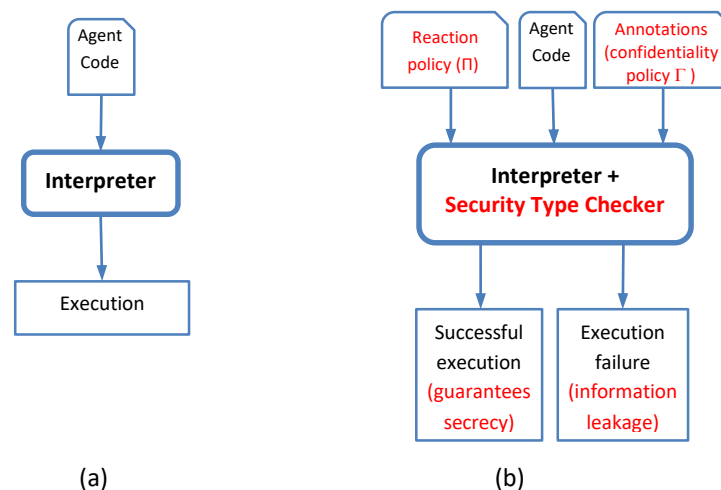 Agent
Code
Interpreter
Execution
(a)
Reaction
policy (Π)
Agent
Code
Annotations
(confidentiality
policy Γ )
Interpreter +
Security Type Checker
Successful
execution
(guarantees
secrecy)
Execution
failure
(information
leakage)
(b)